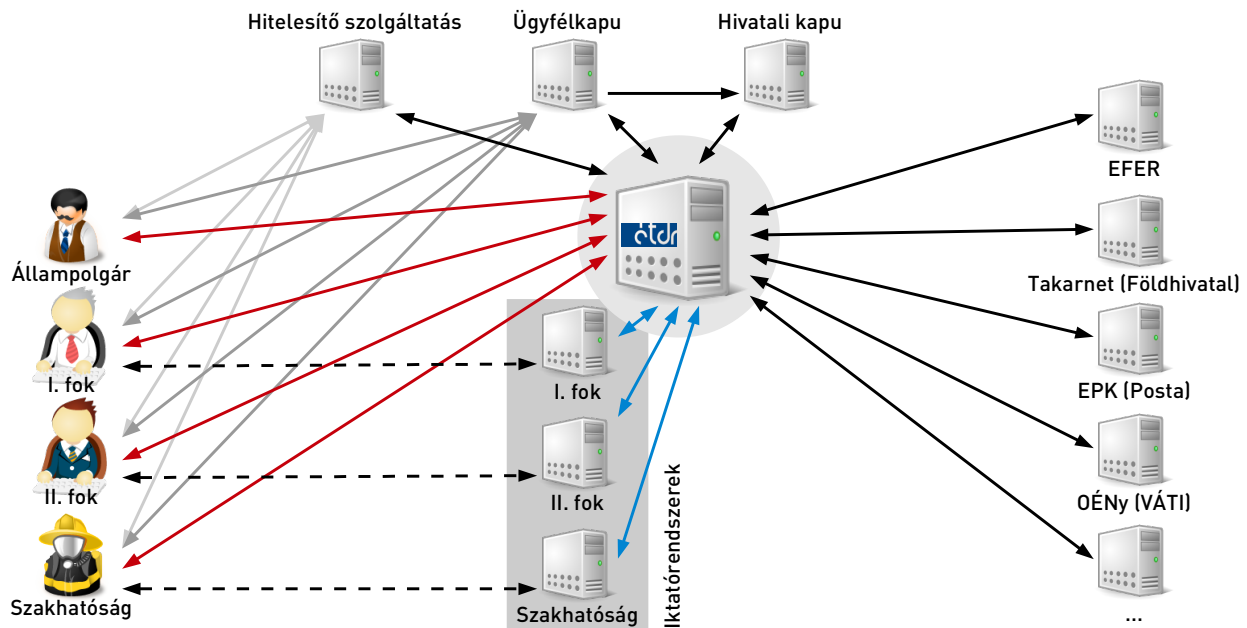 Hitelesítő szolgáltatás
Ügyfélkapu
Hivatali kapu
EFER
étdr
Állampolgár
Takarnet (Földhivatal)
I. fok
I. fok
EPK (Posta)
II. fok
II. fok
OÉNy (VÁTI)
Iktatórendszerek
Szakhatóság
Szakhatóság
...